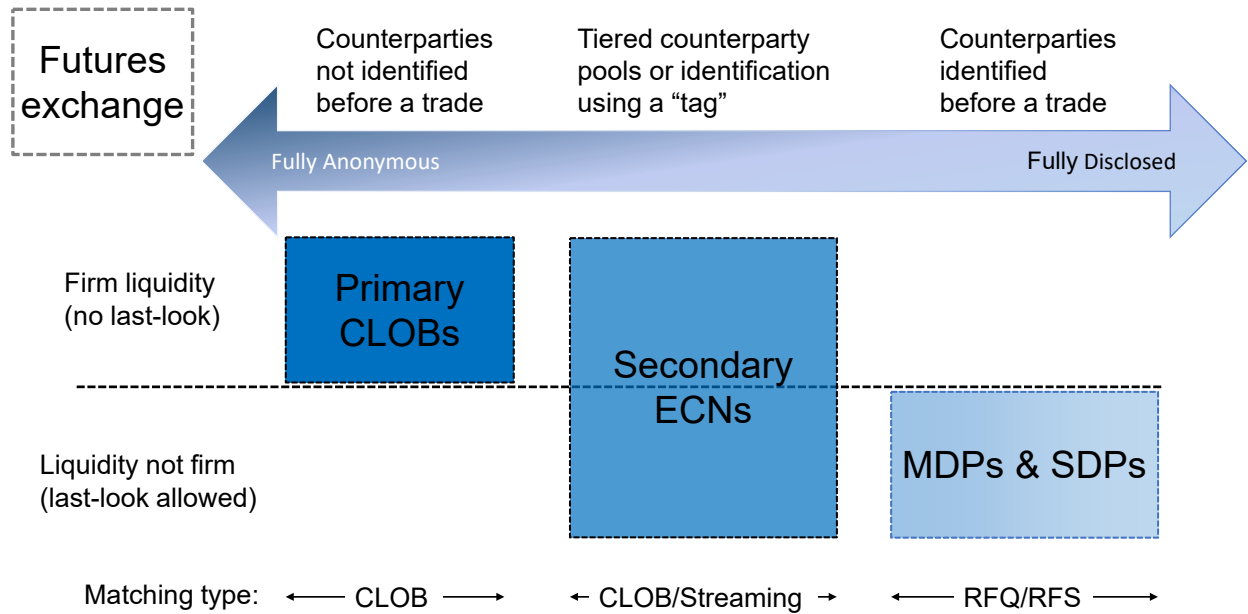 Futures
exchange
Counterparties
not identified
before a trade
Tiered counterparty
pools or identification
using a “tag”
Counterparties
identified
before a trade
Fully Anonymous
Fully Disclosed
Firm liquidity
(no last-look)
Primary
CLOBs
Secondary
ECNs
Liquidity not firm
(last-look allowed)
MDPs & SDPs
Matching type:
CLOB
CLOB/Streaming
RFQ/RFS